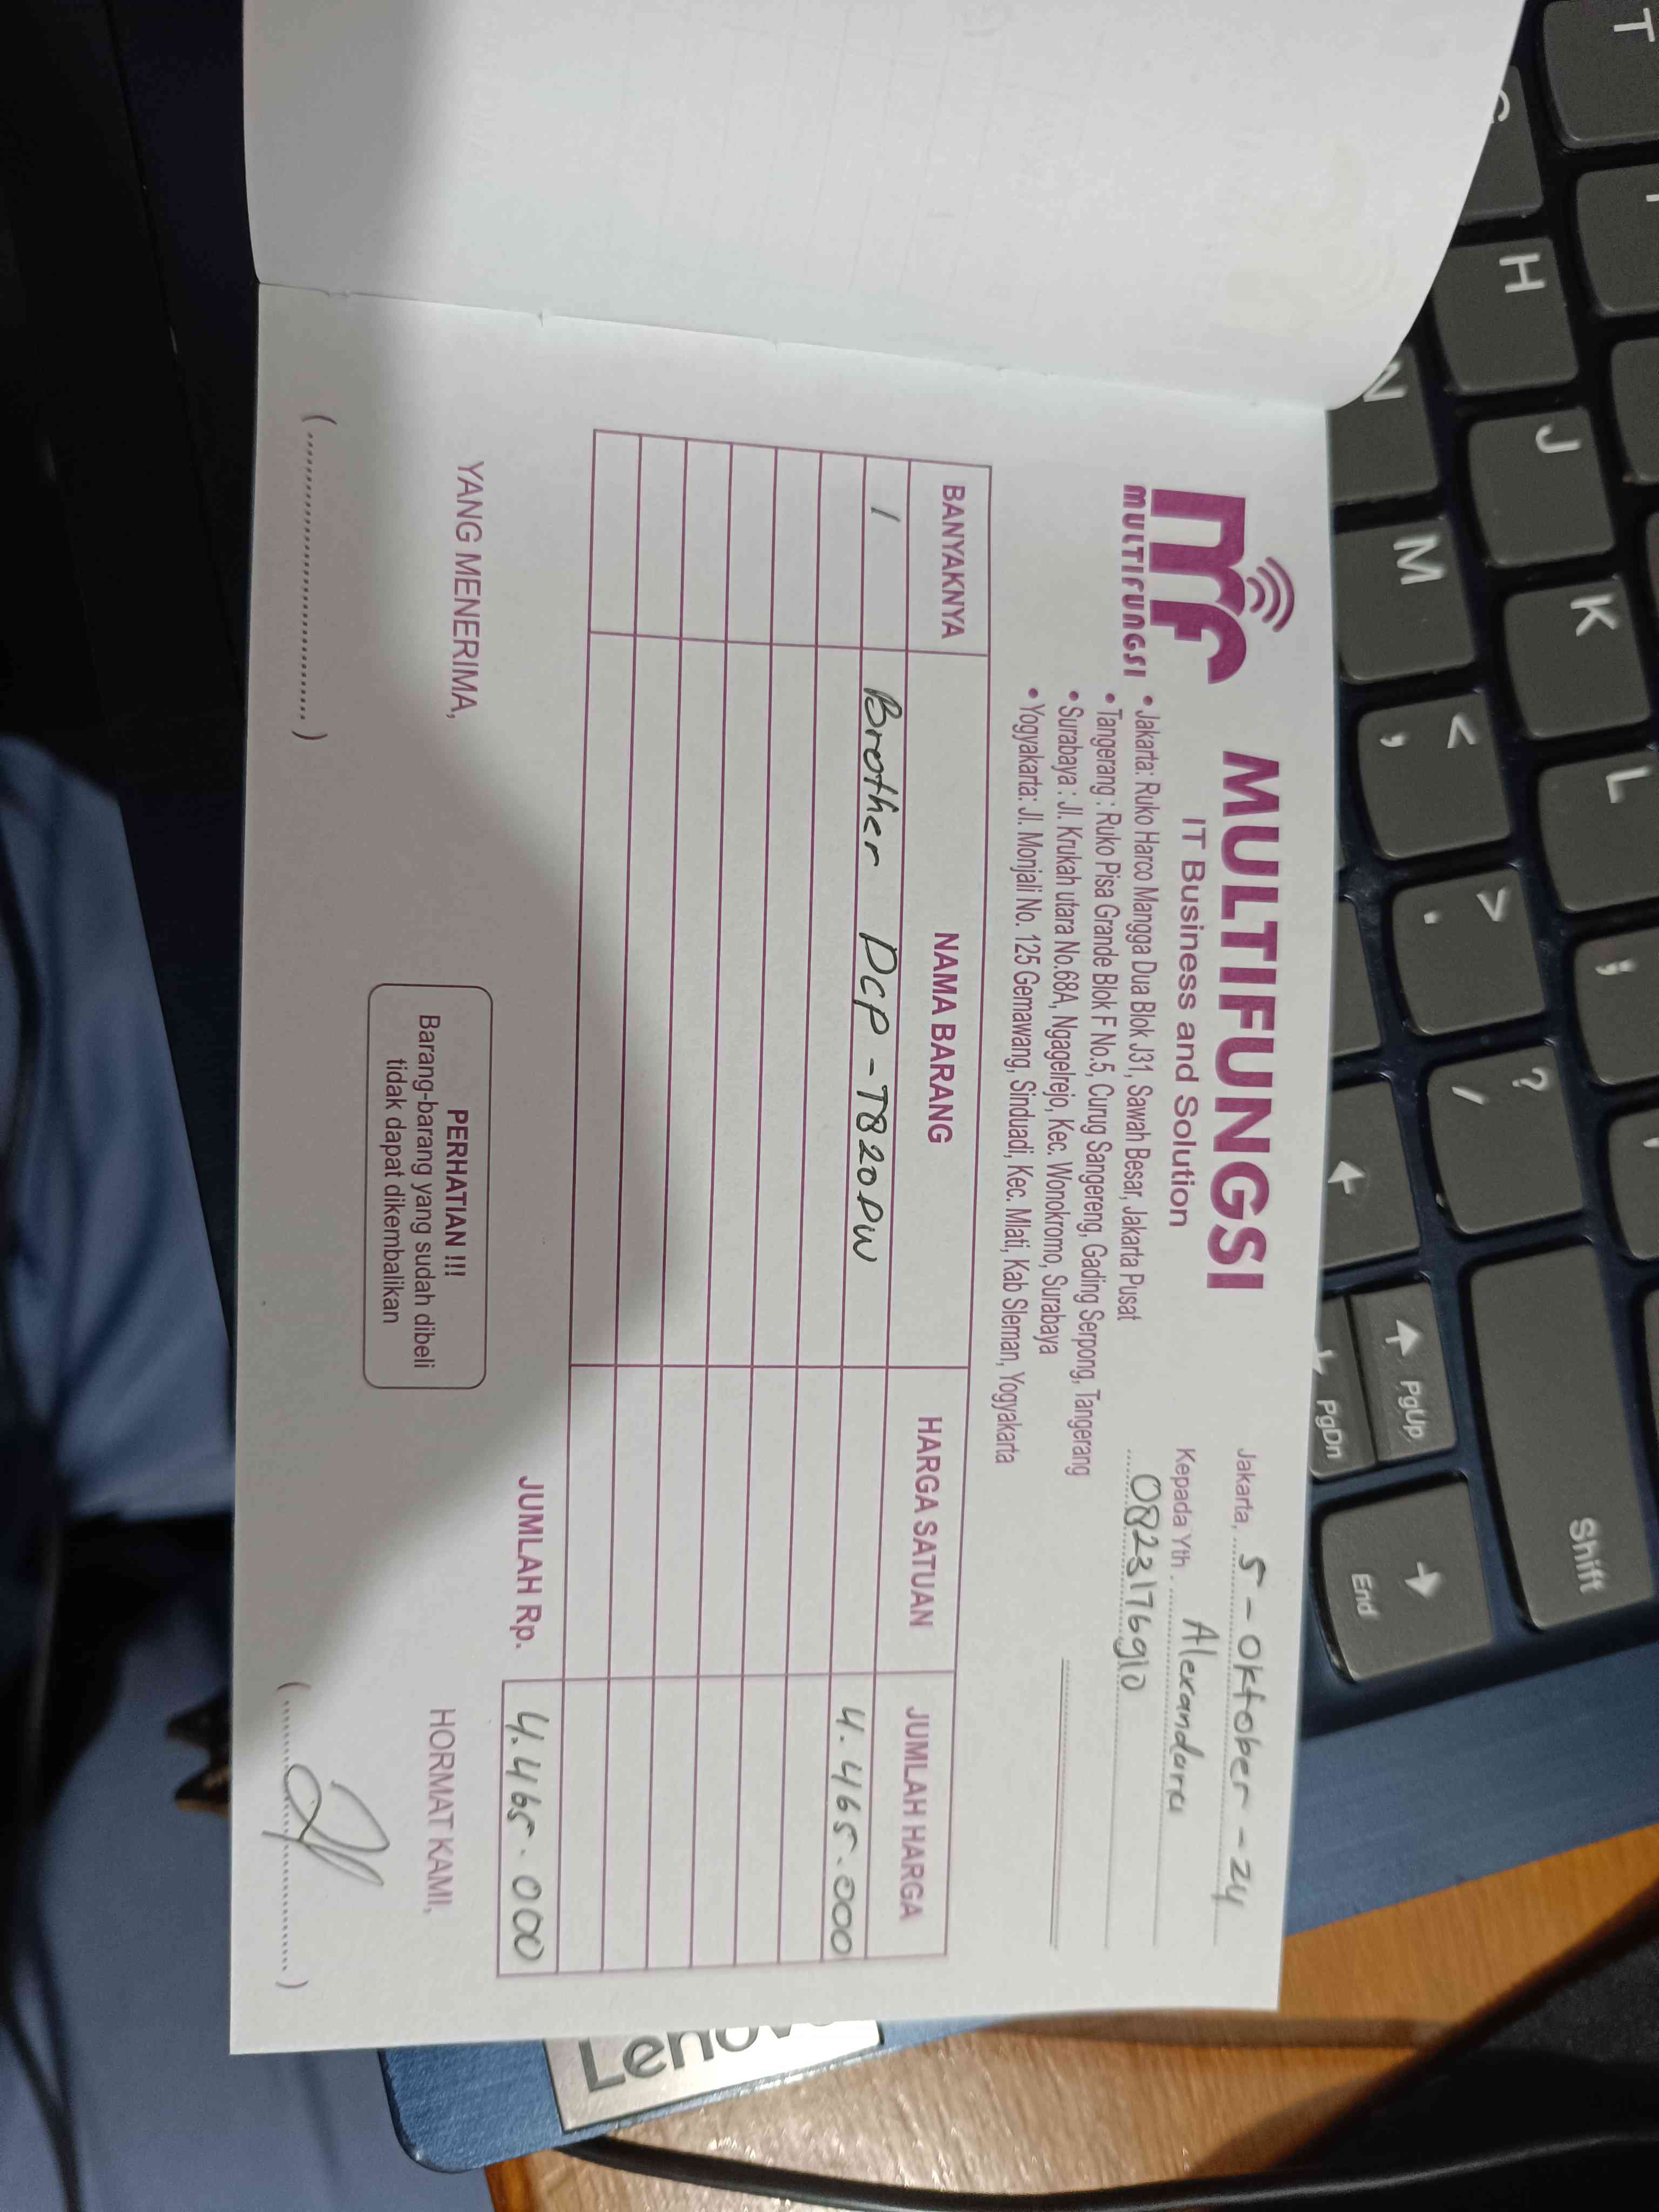 MULTIFUNGSI
MULTIFUNGSI
IT Business and Solution
• Jakarta: Ruko Harco Mangga Dua Blok J31, Sawah Besar, Jakarta Pusat
• Tangerang : Ruko Pisa Grande Blok F No.5, Curug Sangereng, Gading Serpong, Tangerang
• Surabaya : Jl. Krukah utara No.68A, Ngagelrejo, Kec. Wonokromo, Surabaya
• Yogyakarta: Jl. Monjali No. 125 Gemawang, Sinduadi, Kec. Mlati, Kab Sleman, Yogyakarta
Jakarta, 5 - Oktober - 24
Kepada Yth. Alexandara
0823176910
BANYAKNYA NAMA BARANG HARGA SATUAN JUMLAH HARGA
1 Brother DCP - T820DW 4.465.000
JUMLAH Rp. 4.465.000
YANG MENERIMA,
HORMAT KAMI,
PERHATIAN !!!
Barang-barang yang sudah dibeli
tidak dapat dikembalikan
T
G
H
J
K
L
N
M
<
,
>
.
?
/
;
Shift
PgUp
PgDn
End
Lenovo